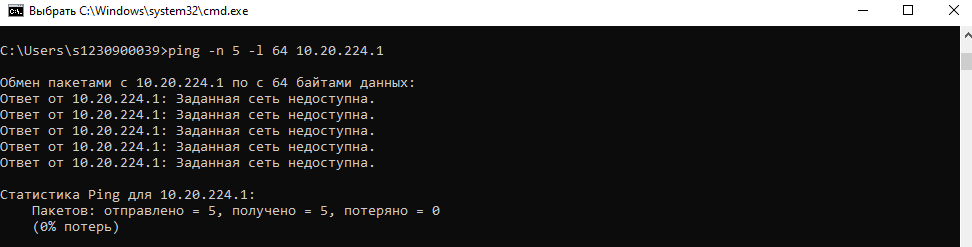 Выбрать C:\Windows\system32\cmd.exe
C:\Users\s1230900039>ping -n 5 -l 64 10.20.224.1
Обмен пакетами с 10.20.224.1 по с 64 байтами данных:
Ответ от 10.20.224.1: Заданная сеть недоступна.
Ответ от 10.20.224.1: Заданная сеть недоступна.
Ответ от 10.20.224.1: Заданная сеть недоступна.
Ответ от 10.20.224.1: Заданная сеть недоступна.
Ответ от 10.20.224.1: Заданная сеть недоступна.
Статистика Ping для 10.20.224.1:
Пакетов: отправлено = 5, получено = 5, потеряно = 0
(0% потерь)